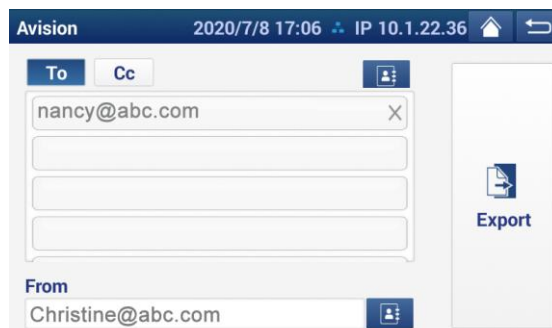 Avision 2020/7/8 17:06 IP 10.1.22.36
To Cc
nancy@abc.com
Export
From
Christine@abc.com